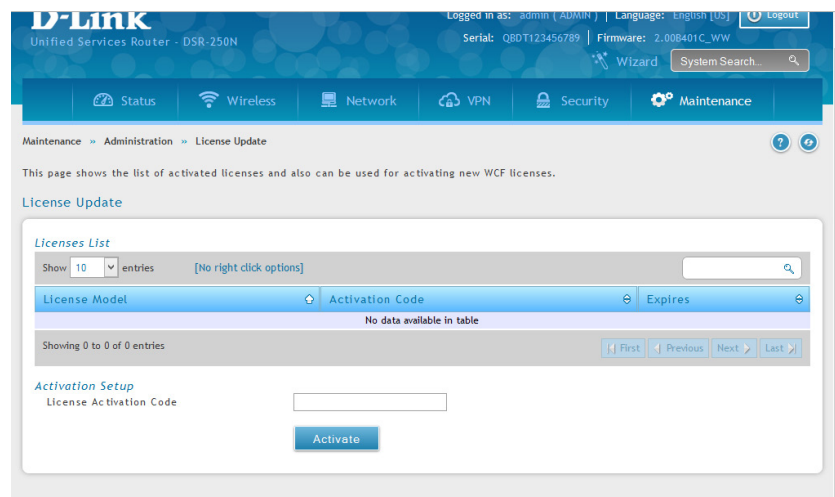 D-Link
Logged in as: admin ( ADMIN ) | Language: English [US] Logout
Unified Services Router - DSR-250N
Serial: QBDT123456789 | Firmware: 2.00B401C_WW
Wizard System Search...
Status Wireless Network VPN Security Maintenance
Maintenance » Administration » License Update
This page shows the list of activated licenses and also can be used for activating new WCF licenses.
License Update
Licenses List
Show 10 entries [No right click options]
License Model Activation Code Expires
No data available in table
Showing 0 to 0 of 0 entries First Previous Next Last
Activation Setup
License Activation Code
Activate